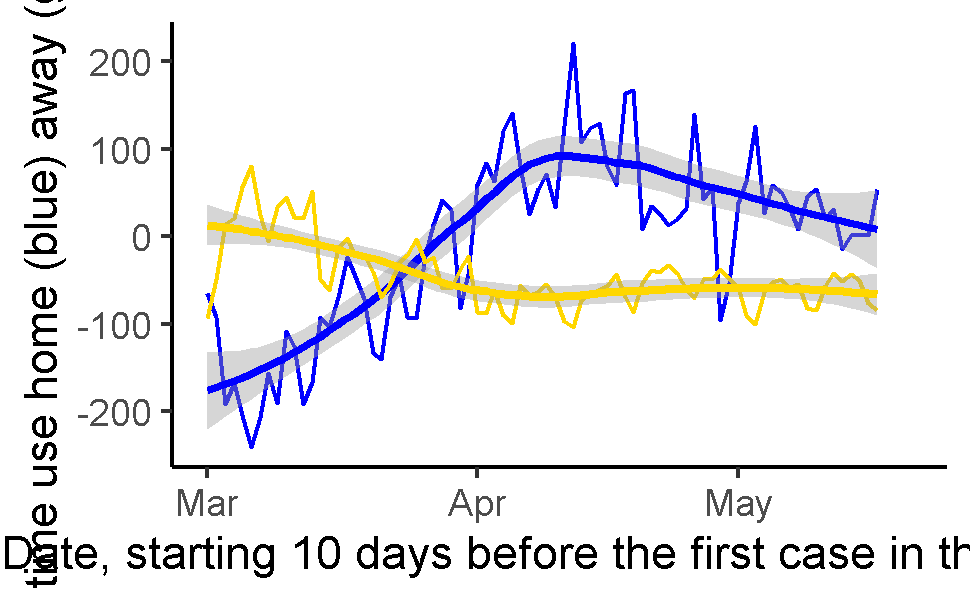 time use home (blue) away (
200
100
0
-100
-200
Mar Apr May
Date, starting 10 days before the first case in th